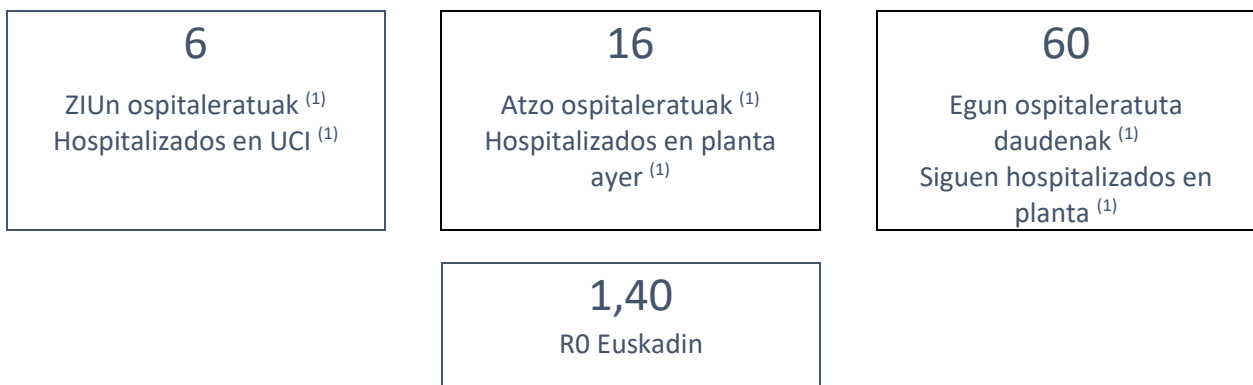 6
ZIUn ospitaleratuak (1)
Hospitalizados en UCI (1)
16
Atzo ospitaleratuak (1)
Hospitalizados en planta
ayer (1)
60
Egun ospitaleratuta
daudenak (1)
Siguen hospitalizados en
planta (1)
1,40
R0 Euskadin